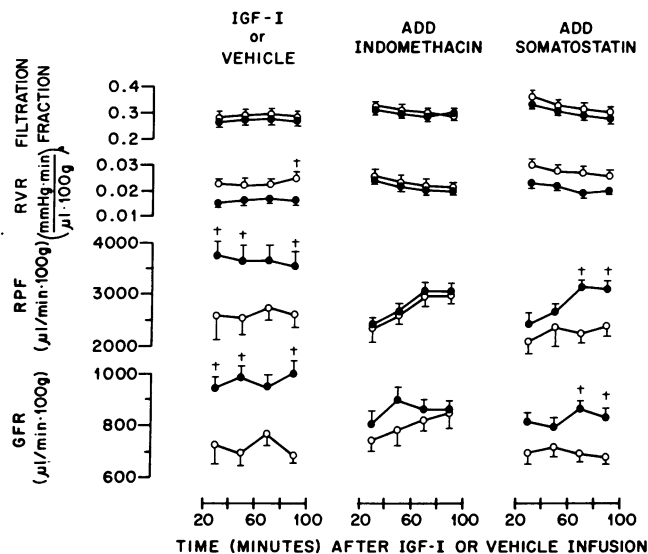 IGF-I
or
VEHICLE
ADD
INDOMETHACIN
ADD
SOMATOSTATIN
FILTRATION
FRACTION
0.4
0.3
0.2
RVR
(mmHg·min)
μl·100g
0.03
0.02
0.01
†
RPF
(μl/min·100g)
4000
3000
2000
† † †
† †
GFR
(μl/min·100g)
1000
800
600
† † †
† †
20 60 100
20 60 100
20 60 100
TIME (MINUTES) AFTER IGF-I OR VEHICLE INFUSION